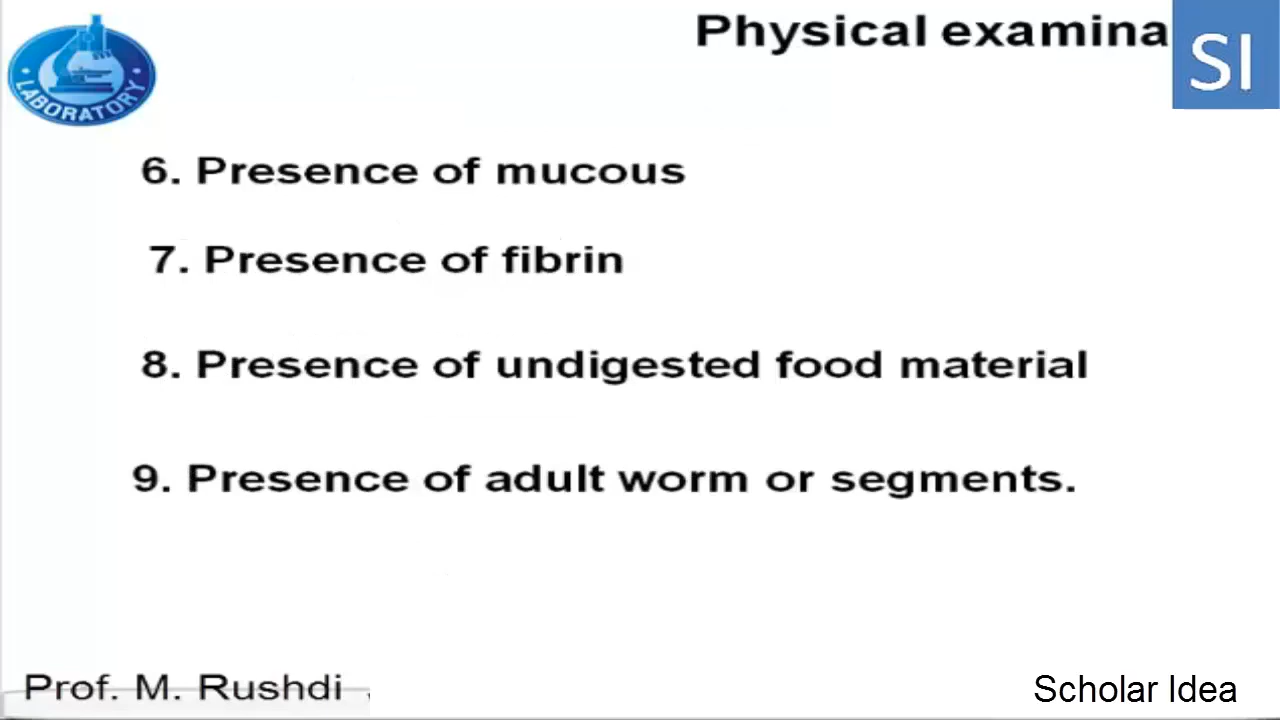 Physical examina
SI
· LABORATORY ·
6. Presence of mucous
7. Presence of fibrin
8. Presence of undigested food material
9. Presence of adult worm or segments.
Prof. M. Rushdi
Scholar Idea